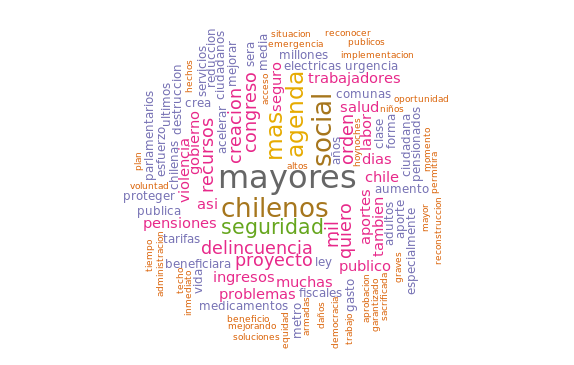 situacion
reconocer
emergencia
publicos
implementacion
hechos
servicios
reduccion
ciudadanos
mejorar
sera
media
millones
electricas
urgencia
trabajadores
acceso
seguro
agenda
congreso
creacion
mas
social
comunas
crea
parlamentarios
ultimos
destruccion
esfuerzo
acelerar
gobierno
recursos
salud
niños
oportunidad
orden
labor
clase
forma
ciudadana
pensionados
momento
permitira
años
hoynoches
dias
plan
chilenas
violencia
altos
mayores
chile
voluntad
proteger
aumento
publica
asi
chilenos
pensiones
seguridad
mil
quiero
aportes
tambien
adultos
aporte
especialmente
mayor
reconstruccion
tarifas
delincuencia
tiempo
administracion
beneficiara
proyecto
ley
publico
graves
techo
inmediato
vida
ingresos
muchas
problemas
fiscales
gasto
aprobacion
garantizado
sacrificada
medicamentos
metro
armadas
daños
democracia
trabajo
beneficio
mejorando
equidad
soluciones